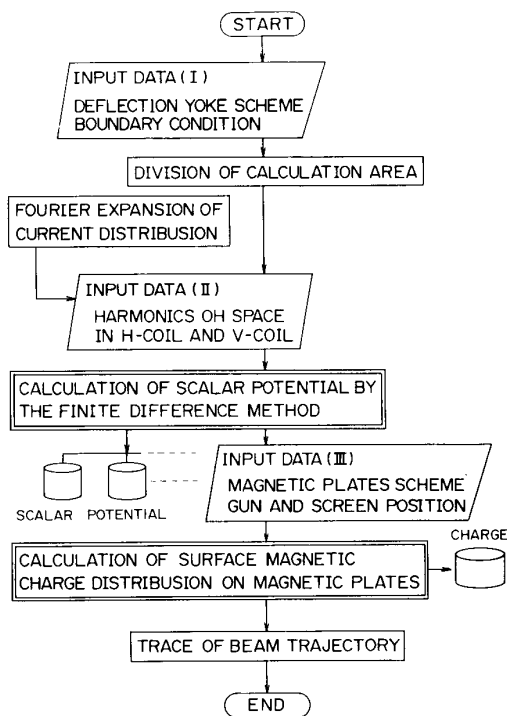 START
INPUT DATA (I)
DEFLECTION YOKE SCHEME
BOUNDARY CONDITION
DIVISION OF CALCULATION AREA
FOURIER EXPANSION OF
CURRENT DISTRIBUSION
INPUT DATA (II)
HARMONICS OH SPACE
IN H-COIL AND V-COIL
CALCULATION OF SCALAR POTENTIAL BY
THE FINITE DIFFERENCE METHOD
INPUT DATA (III)
MAGNETIC PLATES SCHEME
GUN AND SCREEN POSITION
SCALAR POTENTIAL
CALCULATION OF SURFACE MAGNETIC
CHARGE DISTRIBUSION ON MAGNETIC PLATES
CHARGE
TRACE OF BEAM TRAJECTORY
END